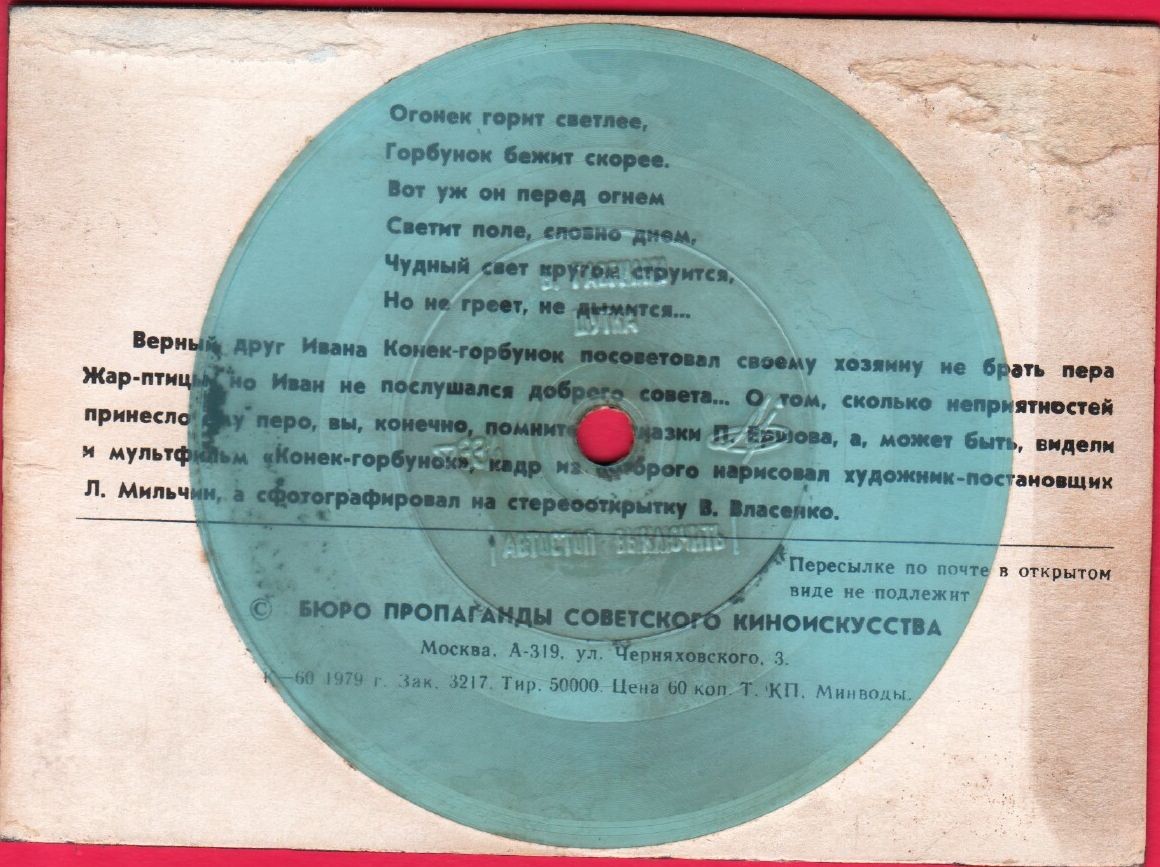 Огонек горит светлее,
Горбунок бежит скорее.
Вот уж он перед огнем
Светит поле, словно днем,
Чудный свет кругом струится,
Но не греет, не дымится...
ШУТКА
Верный друг Ивана Конек-горбунок посоветовал своему хозяину не брать пера
Жар-птицы, но Иван не послушался доброго совета... О том, сколько неприятностей
принесло ему перо, вы, конечно, помните сказки П. Ершова, а, может быть, видели
и мультфильм «Конек-горбунок», кадр из которого нарисовал художник-постановщик
Л. Мильчин, а сфотографировал на стереооткрытку В. Власенко.
АВТОСТОП - ВЫКЛЮЧИТЬ
Пересылке по почте в открытом
виде не подлежит
© БЮРО ПРОПАГАНДЫ СОВЕТСКОГО КИНОИСКУССТВА
Москва, А-319, ул. Черняховского, 3.
К—60 1979 г. Зак. 3217. Тир. 50000. Цена 60 коп. Т. КП. Минводы.